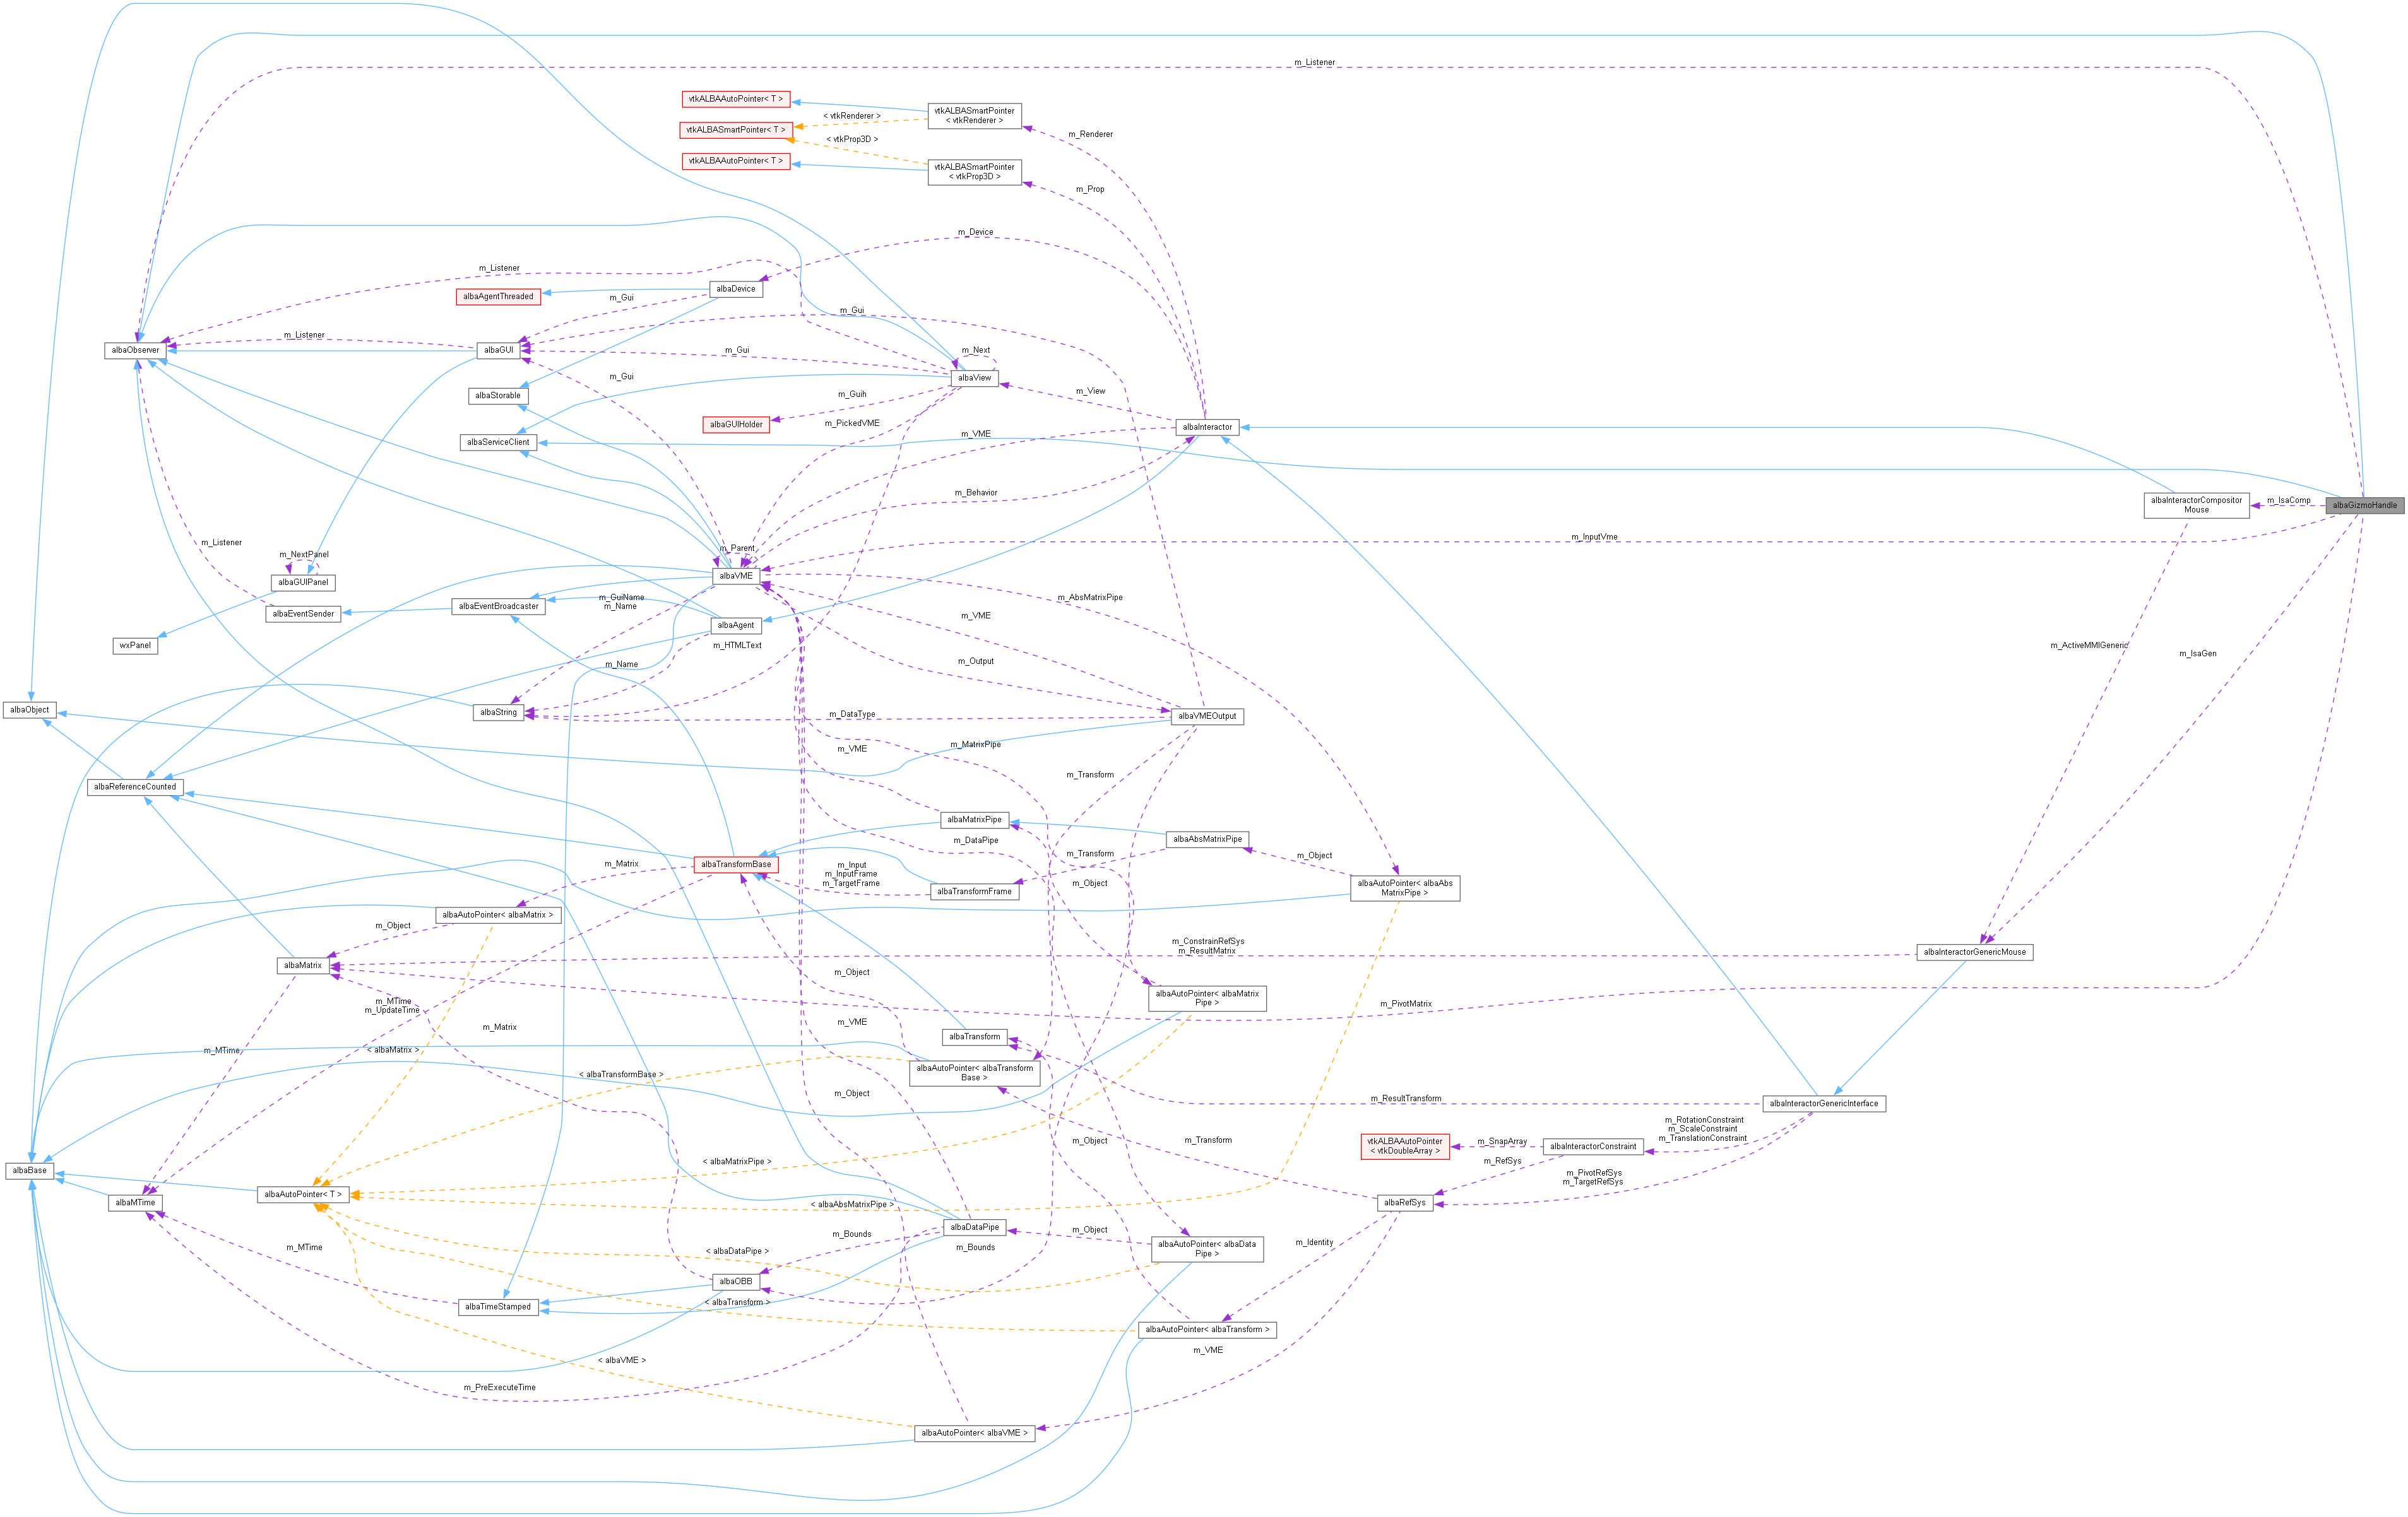 m_Listener
vtkALBAAutoPointer< T >
vtkALBASmartPointer
< vtkRenderer >
< vtkRenderer >
vtkALBASmartPointer< T >
m_Renderer
< vtkProp3D >
vtkALBAAutoPointer< T >
vtkALBASmartPointer
< vtkProp3D >
m_Prop
m_Device
m_Listener
albaDevice
albaAgentThreaded
m_Gui
m_Gui
m_Listener
albaObserver
albaGUI
m_Gui
m_Next
albaView
m_Gui
albaStorable
m_Guih
m_View
albaGUIHolder
m_PickedVME
albaInteractor
albaServiceClient
m_VME
m_Behavior
albaInteractorCompositor
Mouse
m_IsaComp
albaGizmoHandle
m_InputVme
m_Listener
m_NextPanel
albaGUIPanel
m_Parent
albaVME
m_GuiName
m_Name
m_AbsMatrixPipe
albaEventSender
albaEventBroadcaster
albaAgent
m_VME
wxPanel
m_HTMLText
m_ActiveMMIGeneric
m_Name
m_Output
m_IsaGen
albaObject
albaString
m_DataType
albaVMEOutput
m_VME
m_MatrixPipe
m_Transform
albaReferenceCounted
albaMatrixPipe
albaAbsMatrixPipe
m_DataPipe
m_Matrix
albaTransformBase
m_Input
m_InputFrame
m_TargetFrame
m_Transform
m_Object
albaTransformFrame
m_Object
albaAutoPointer< albaAbs
MatrixPipe >
albaAutoPointer< albaMatrix >
m_Object
m_ConstrainRefSys
m_ResultMatrix
albaInteractorGenericMouse
albaMatrix
m_Object
m_MTime
m_UpdateTime
albaAutoPointer< albaMatrix
Pipe >
m_PivotMatrix
m_Matrix
m_VME
albaTransform
m_MTime
< albaMatrix >
< albaTransformBase >
albaAutoPointer< albaTransform
Base >
m_Object
m_ResultTransform
albaInteractorGenericInterface
m_Object
m_Transform
vtkALBAAutoPointer
< vtkDoubleArray >
m_SnapArray
albaInteractorConstraint
m_RotationConstraint
m_ScaleConstraint
m_TranslationConstraint
albaBase
< albaMatrixPipe >
m_RefSys
m_PivotRefSys
m_TargetRefSys
albaMTime
albaAutoPointer< T >
< albaAbsMatrixPipe >
albaRefSys
albaDataPipe
m_Object
m_Bounds
m_Bounds
m_MTime
< albaDataPipe >
albaAutoPointer< albaData
Pipe >
m_Identity
albaOBB
albaTimeStamped
< albaTransform >
albaAutoPointer< albaTransform >
m_VME
< albaVME >
m_PreExecuteTime
albaAutoPointer< albaVME >